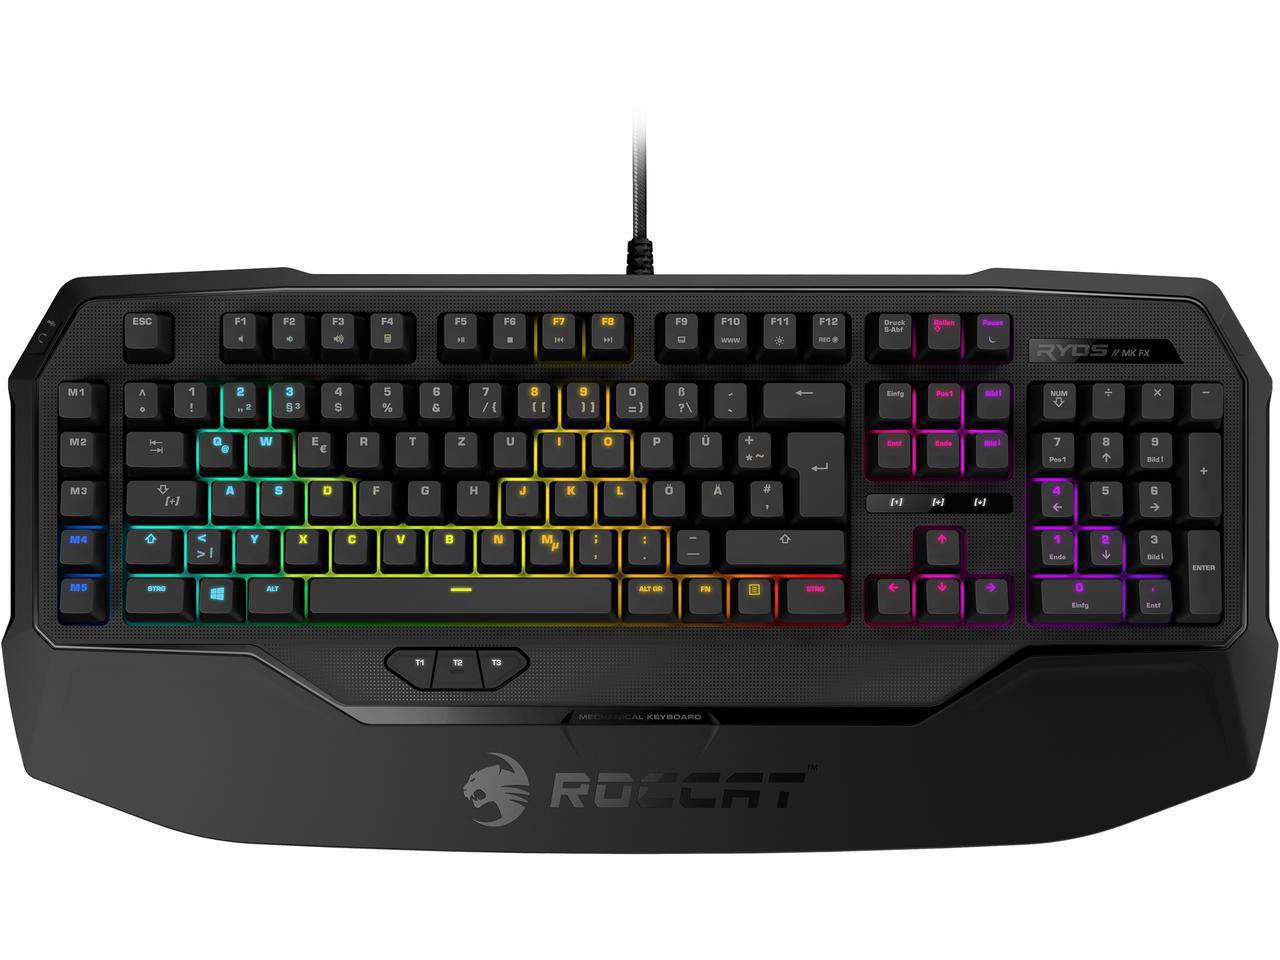 ESC F1 F2 F3 F4 F5 F6 F7 F8 F9 F10 WWW F11 F12 REC Druck S-Abf Rollen Pause
RYOS // MK FX
M1 ^ ° 1 ! 2 " 2 3 § 3 4 $ 5 % 6 & 7 / { 8 ( [ 9 ) ] 0 = } ß ? \ ´ ` ← Einfg Pos1 Bild↑ NUM ÷ × −
M2 Q @ W E € R T Z U I O P Ü + * ~ Entf Ende Bild↓ 7 Pos1 8 ↑ 9 Bild↑ +
M3 A S D F G H J K L Ö Ä # ' 4 ← 5 6 →
M4 < > | Y X C V B N M µ ; , : . _ - ↑ 1 Ende 2 ↓ 3 Bild↓ ENTER
M5 STRG ALT ALT GR FN STRG ← ↓ → 0 Einfg , Entf
T1 T2 T3
MECHANICAL KEYBOARD
ROCCAT™